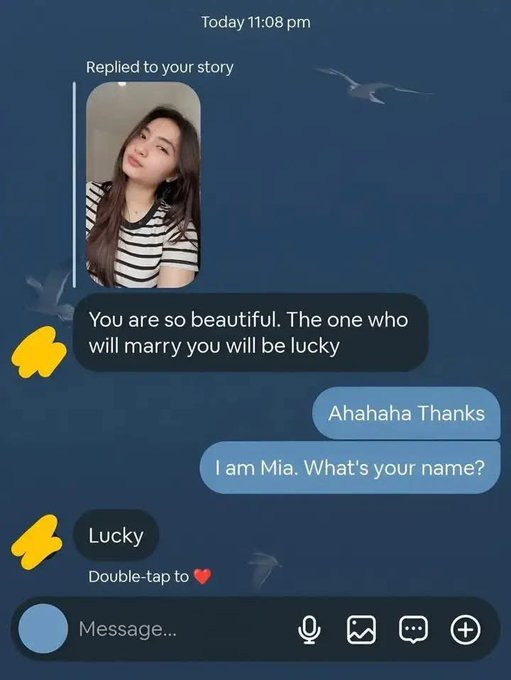 Today 11:08 pm
Replied to your story
You are so beautiful. The one who
will marry you will be lucky
Ahahaha Thanks
I am Mia. What's your name?
Lucky
Double-tap to ❤️
Message...